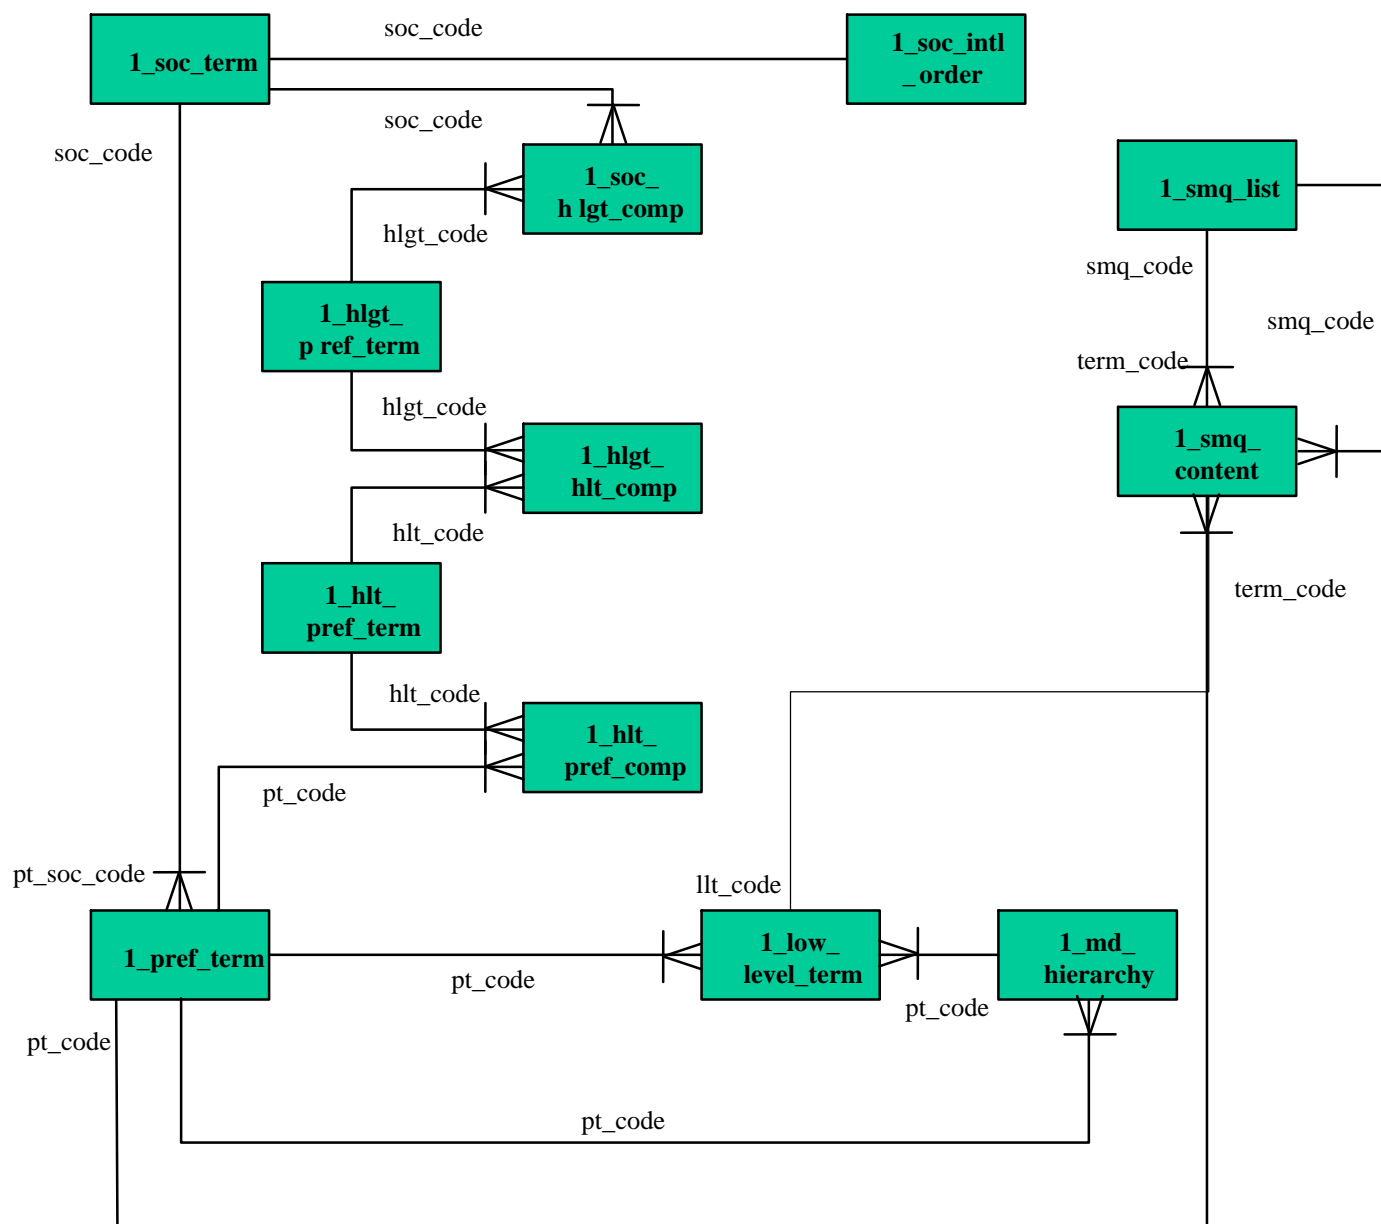 soc_code
1_soc_term
1_soc_intl
_ order
soc_code
soc_code
1_soc_
h lgt_comp
1_smq_list
hlgt_code
smq_code
1_hlgt_
p ref_term
smq_code
term_code
hlgt_code
1_hlgt_
hlt_comp
1_smq_
content
hlt_code
1_hlt_
pref_term
term_code
hlt_code
1_hlt_
pref_comp
pt_code
pt_soc_code
llt_code
1_pref_term
1_low_
level_term
1_md_
hierarchy
pt_code
pt_code
pt_code
pt_code